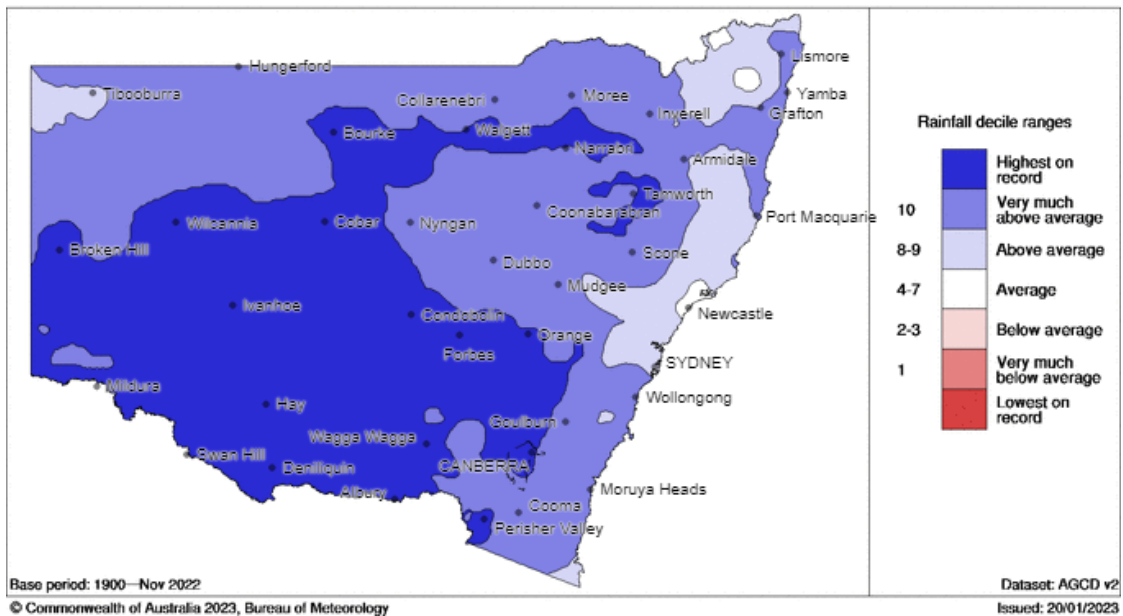 Hungerford
Lismore
Tibooburra
Collarenebri
Moree
Yamba
Inverell
Grafton
Bourke
Walgett
Narrabri
Armidale
Tamworth
Wilcannia
Cobar
Nyngan
Coonabarabran
Port Macquarie
Broken Hill
Dubbo
Scone
Mudgee
Ivanhoe
Condobolin
Newcastle
Forbes
Orange
SYDNEY
Mildura
Hay
Wollongong
Goulburn
Wagga Wagga
Swan Hill
Deniliquin
CANBERRA
Albury
Moruya Heads
Cooma
Perisher Valley
Rainfall decile ranges
Highest on
record
10 Very much
above average
8-9 Above average
4-7 Average
2-3 Below average
1 Very much
below average
Lowest on
record
Base period: 1900—Nov 2022
Dataset: AGCD v2
© Commonwealth of Australia 2023, Bureau of Meteorology
Issued: 20/01/2023